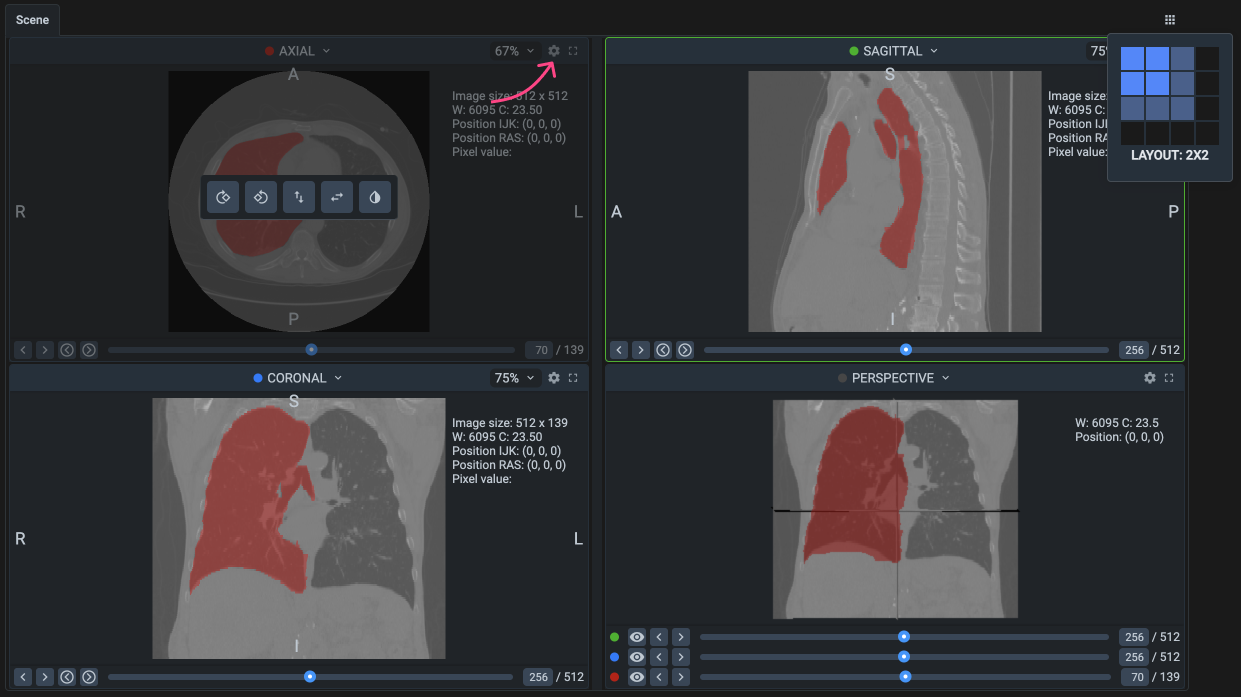 Scene
AXIAL
67%
A
Image size: 512 x 512
W: 6095 C: 23.50
Position IJK: (0, 0, 0)
Position RAS: (0, 0, 0)
Pixel value:
R
L
P
70 / 139
SAGITTAL
75%
S
Image size
W: 6095 C:
Position IJK
Position RA
Pixel value:
A
P
I
256 / 512
LAYOUT: 2X2
CORONAL
75%
S
Image size: 512 x 139
W: 6095 C: 23.50
Position IJK: (0, 0, 0)
Position RAS: (0, 0, 0)
Pixel value:
R
L
I
256 / 512
PERSPECTIVE
W: 6095 C: 23.5
Position: (0, 0, 0)
256 / 512
256 / 512
70 / 139